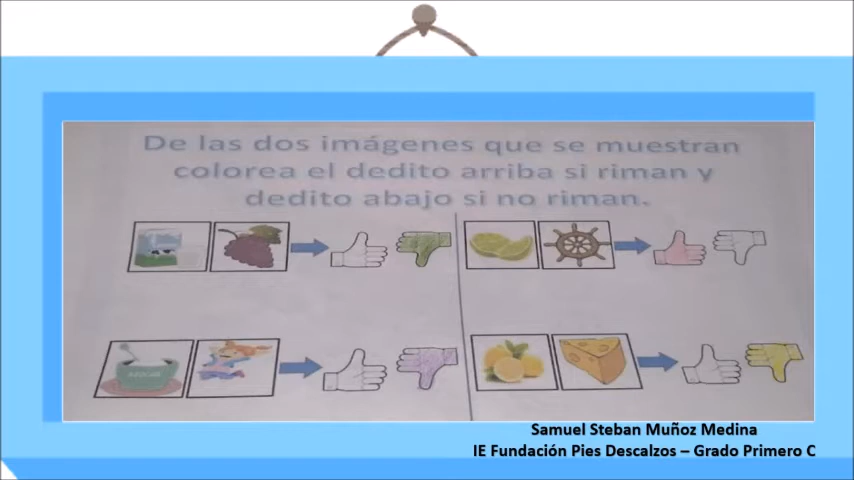 De las dos imágenes que se muestran
colorea el dedito arriba si riman y
dedito abajo si no riman.
Samuel Steban Muñoz Medina
IE Fundación Pies Descalzos – Grado Primero C